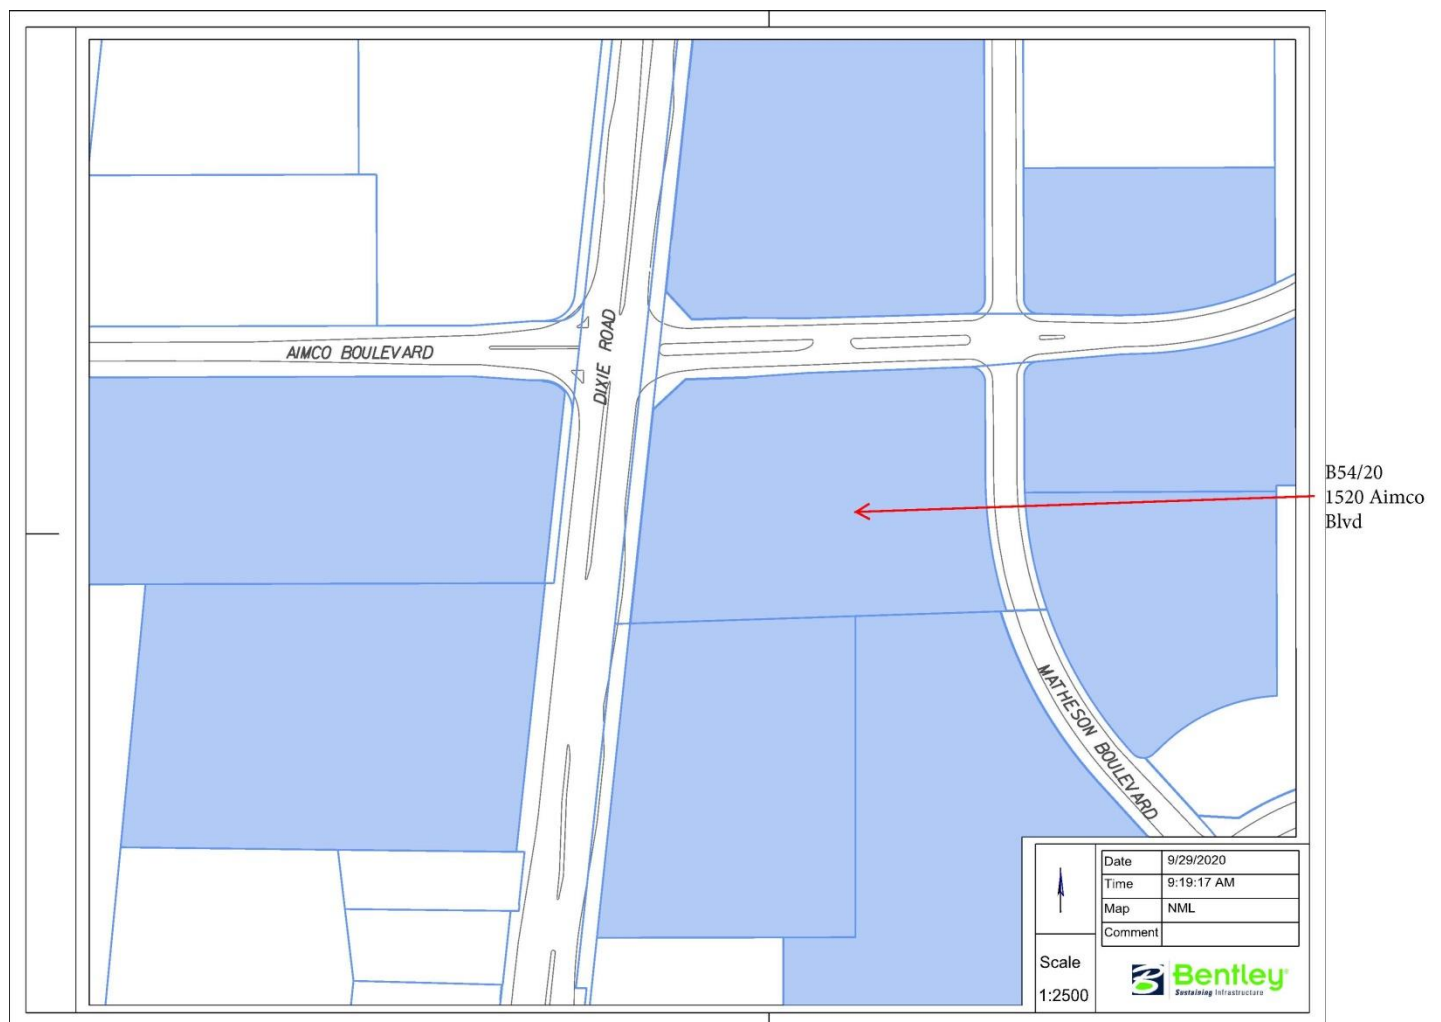 AIMCO BOULEVARD
DIXIE ROAD
B54/20
1520 Aimco
Blvd
MATHESON BOULEVARD
Date 9/29/2020
Time 9:19:17 AM
Map NML
Comment
Scale
1:2500
Bentley
Sustaining Infrastructure